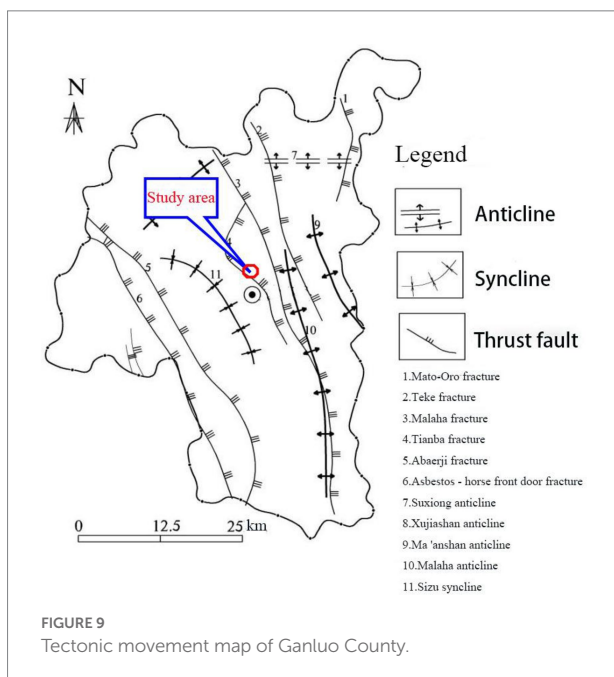 N
1
2
7
Legend
Study area
3
9
Anticline
4
5
11
Syncline
6
10
Thrust fault
1.Mato-Oro fracture
2.Teke fracture
3.Malaha fracture
4.Tianba fracture
5.Abaerji fracture
6.Asbestos - horse front door fracture
7.Suxiong anticline
8.Xujiashan anticline
9.Ma 'anshan anticline
10.Malaha anticline
11.Sizu syncline
0 12.5 25 km
FIGURE 9
Tectonic movement map of Ganluo County.